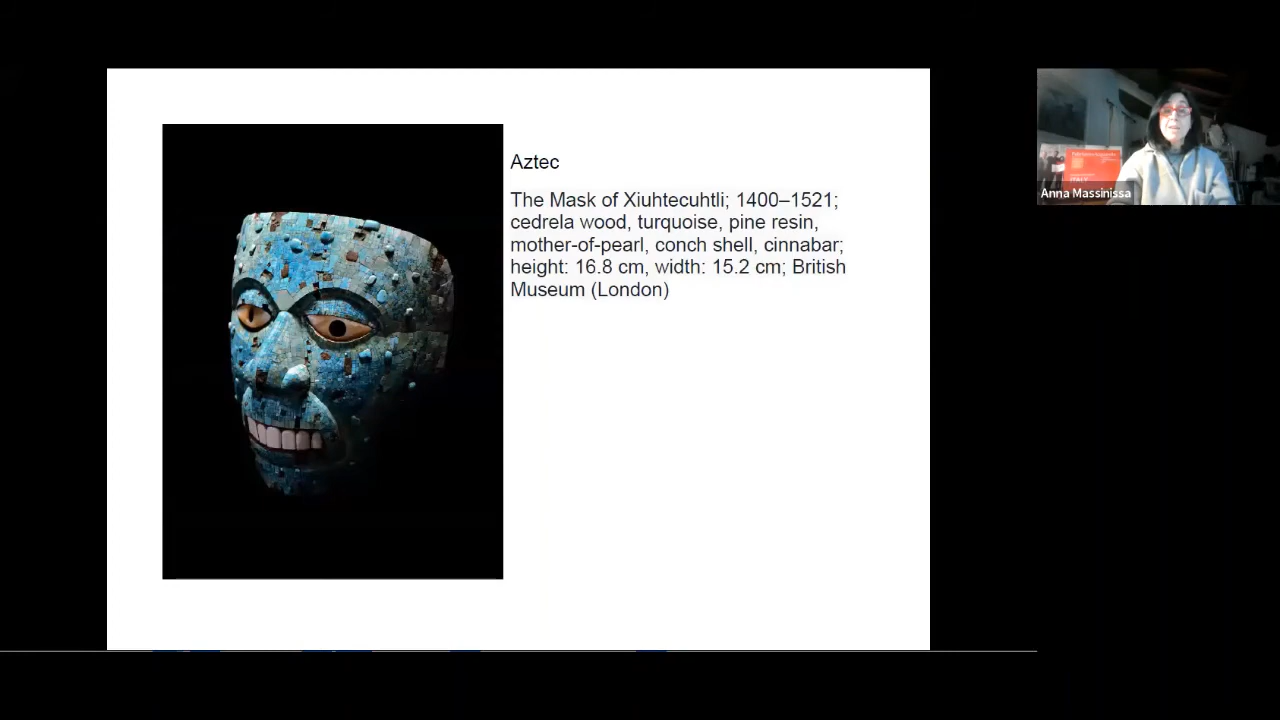 Aztec
The Mask of Xiuhtecuhtli; 1400–1521;
cedrela wood, turquoise, pine resin,
mother-of-pearl, conch shell, cinnabar;
height: 16.8 cm, width: 15.2 cm; British
Museum (London)
ITALY
Anna Massinissa